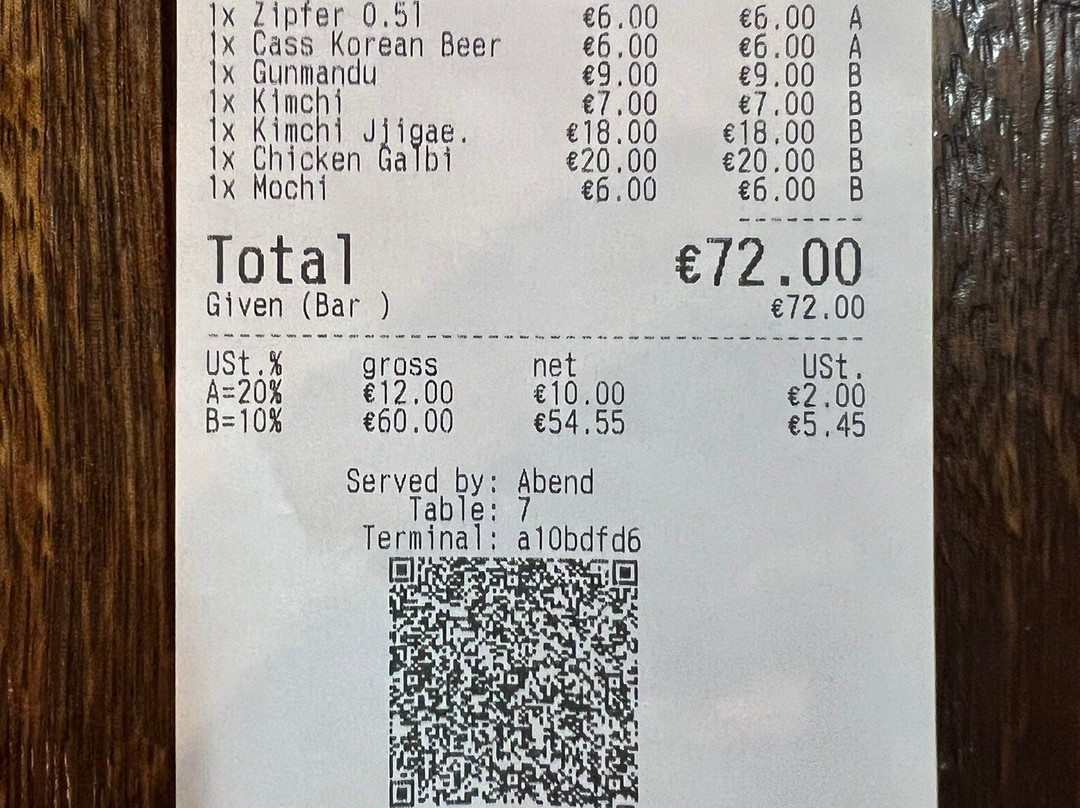 1x Zipfer 0.5l €6.00 €6.00 A
1x Cass Korean Beer €6.00 €6.00 A
1x Gunmandu €9.00 €9.00 B
1x Kimchi €7.00 €7.00 B
1x Kimchi Jjigae. €18.00 €18.00 B
1x Chicken Galbi €20.00 €20.00 B
1x Mochi €6.00 €6.00 B
Total €72.00
Given (Bar ) €72.00
USt.% gross net USt.
A=20% €12.00 €10.00 €2.00
B=10% €60.00 €54.55 €5.45
Served by: Abend
Table: 7
Terminal: a10bdfd6